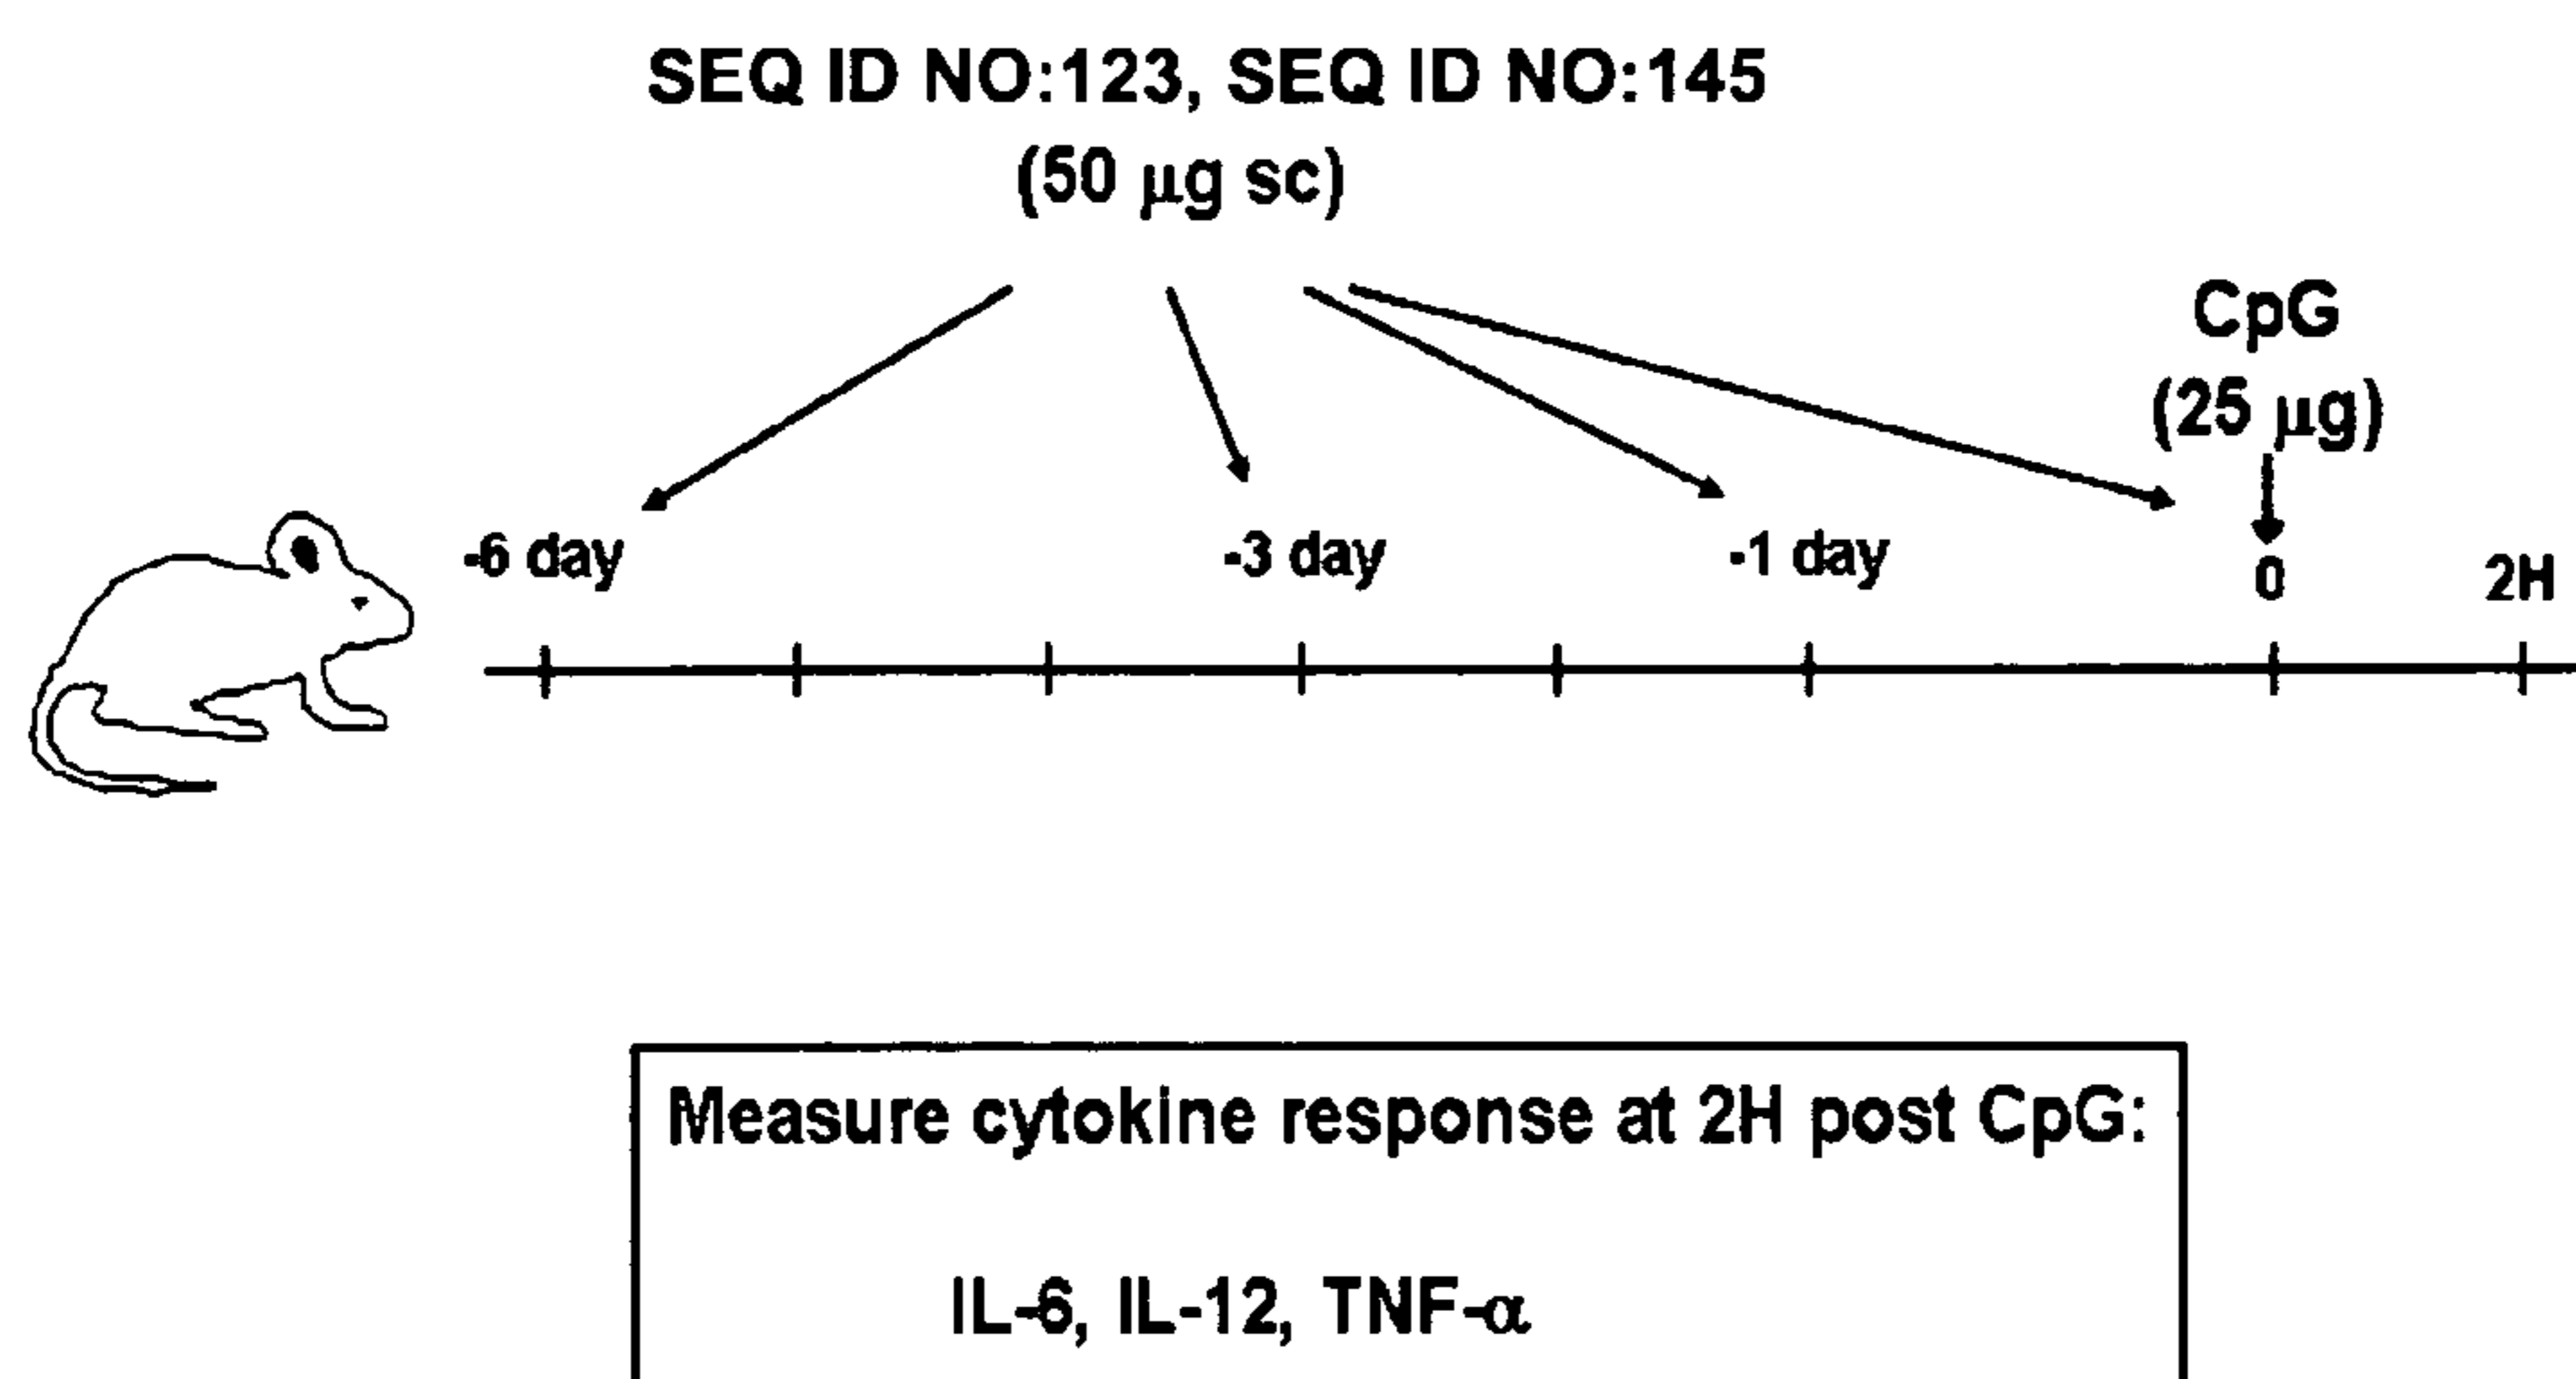 SEQ ID NO:123, SEQ ID NO:145
(50 μg sc)
CpG
(25 μg)
-6 day
-3 day
-1 day
0
2H
Measure cytokine response at 2H post CpG:
IL-6, IL-12, TNF-α